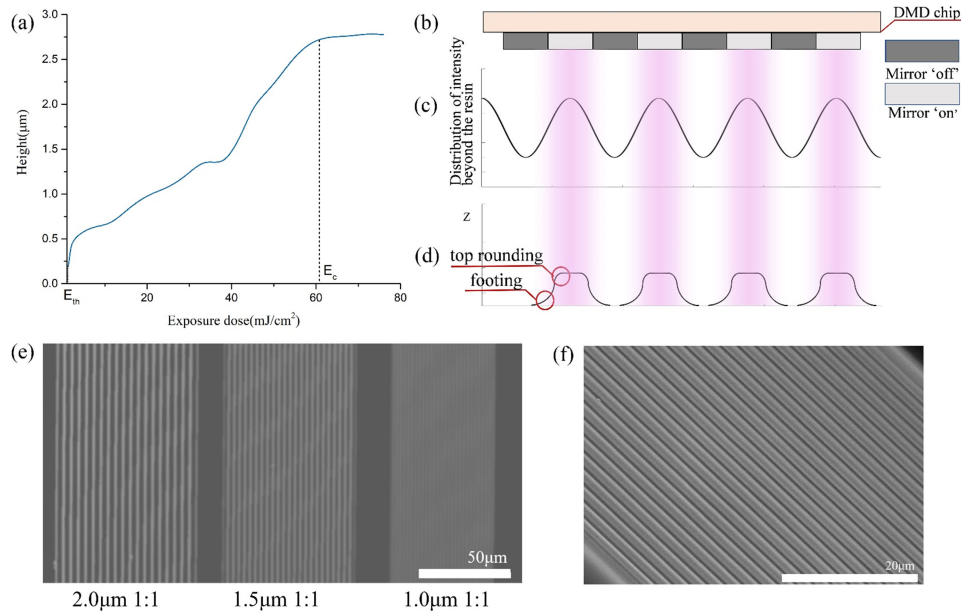 (a)
3.0
2.5
2.0
1.5
1.0
0.5
0.0
Height(μm)
Eth
20
40
60
80
Ec
Exposure dose(mJ/cm²)
(b)
DMD chip
Mirror ‘off’
Mirror ‘on’
(c)
Distribution of intensity
beyond the resin
Z
(d)
top rounding
footing
(e)
50μm
2.0μm 1:1
1.5μm 1:1
1.0μm 1:1
(f)
20μm